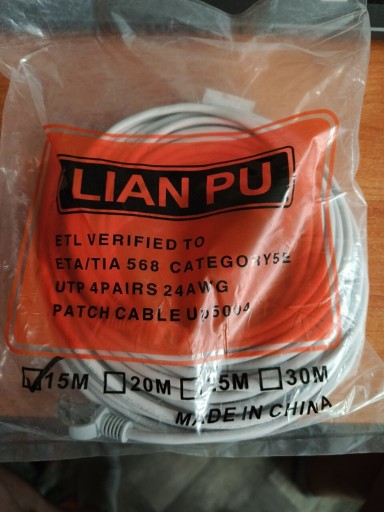 LIAN PU
ETL VERIFIED TO
ETA/TIA 568 CATEGORY5E
UTP 4PAIRS 24AWG
PATCH CABLE
15M 20M 30M
MADE IN CHINA